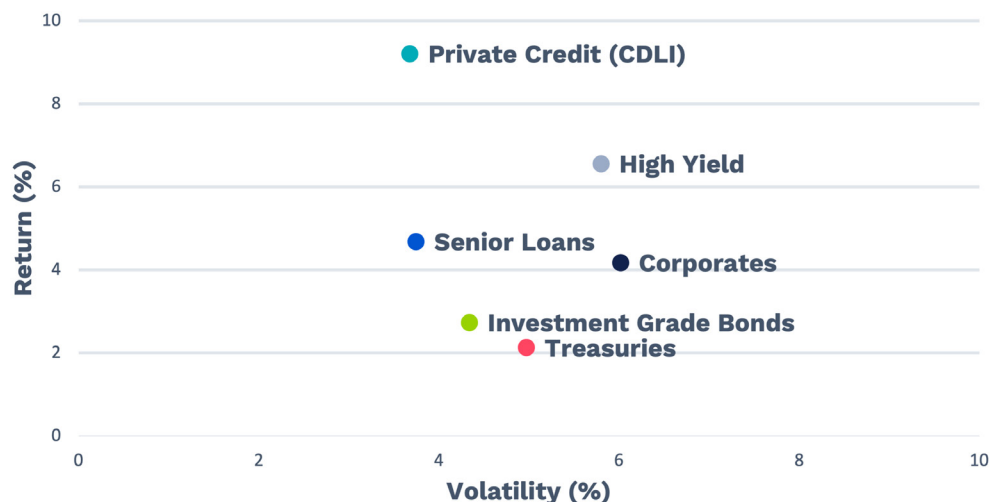 10
Private Credit (CDLI)
8
High Yield
6
Return (%)
Senior Loans
Corporates
4
Investment Grade Bonds
Treasuries
2
0
0 2 4 6 8 10
Volatility (%)